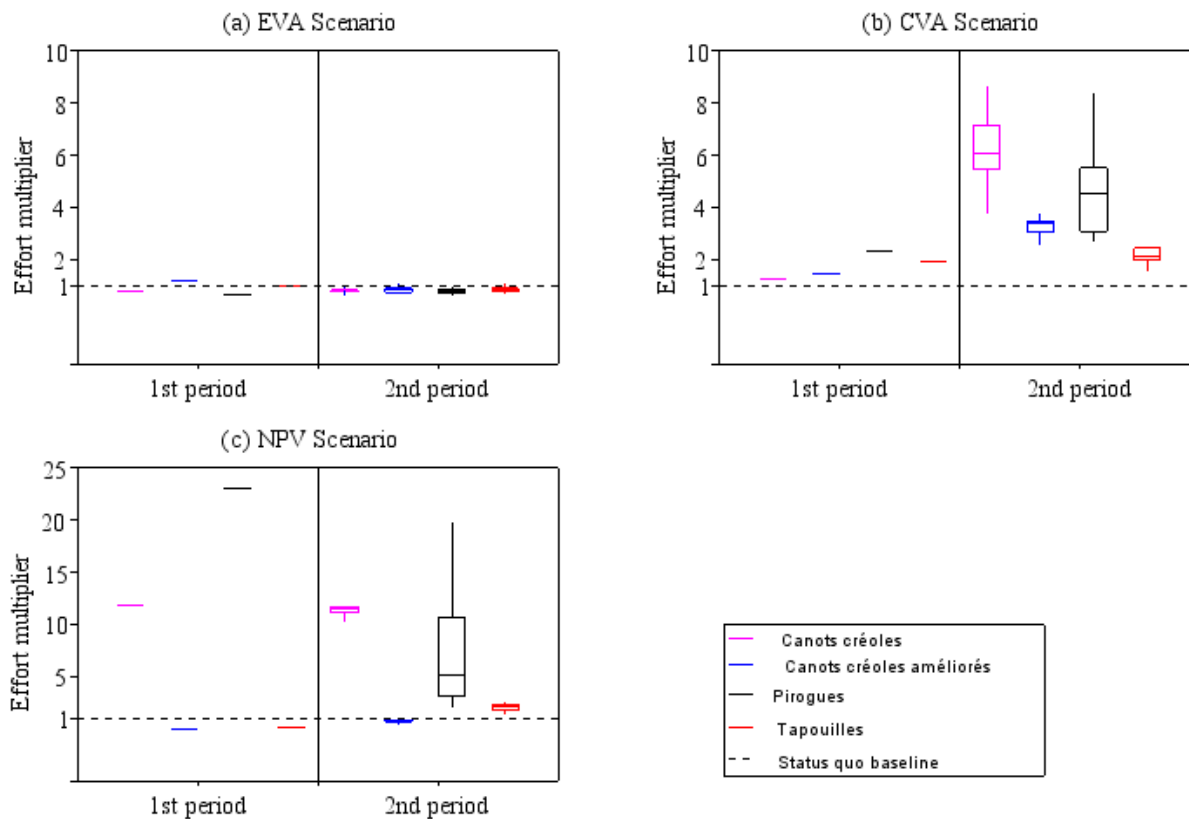 (a) EVA Scenario
Effort multiplier
10
8
6
4
2
1
1st period 2nd period
(b) CVA Scenario
Effort multiplier
10
8
6
4
2
1
1st period 2nd period
(c) NPV Scenario
Effort multiplier
25
20
15
10
5
1
1st period 2nd period
Canots créoles
Canots créoles améliorés
Pirogues
Tapouilles
Status quo baseline